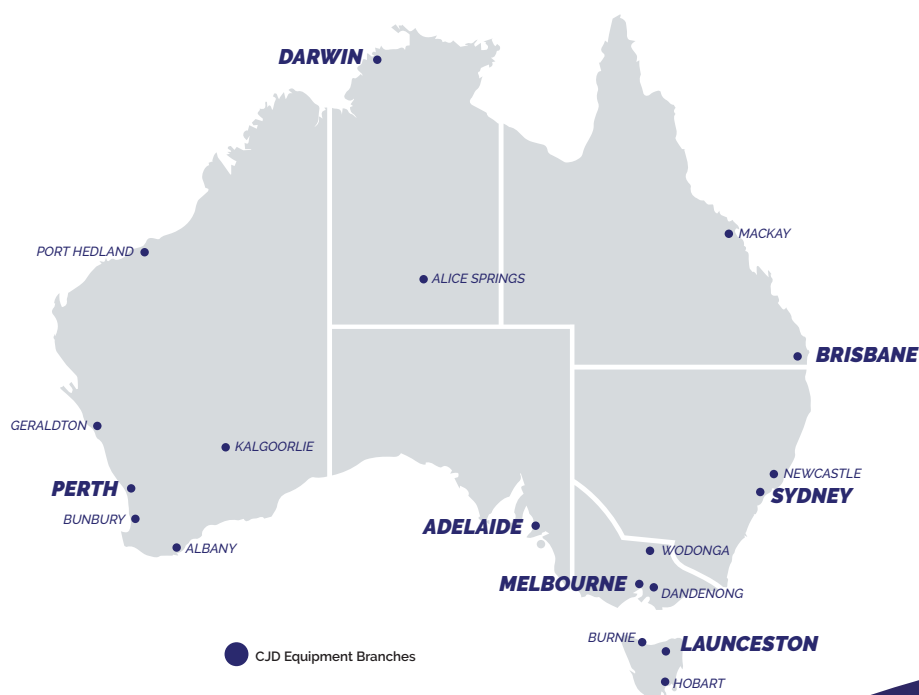 DARWIN
MACKAY
PORT HEDLAND
ALICE SPRINGS
BRISBANE
GERALDTON
KALGOORLIE
NEWCASTLE
PERTH
SYDNEY
BUNBURY
ADELAIDE
ALBANY
WODONGA
MELBOURNE
DANDENONG
BURNIE
LAUNCESTON
CJD Equipment Branches
HOBART